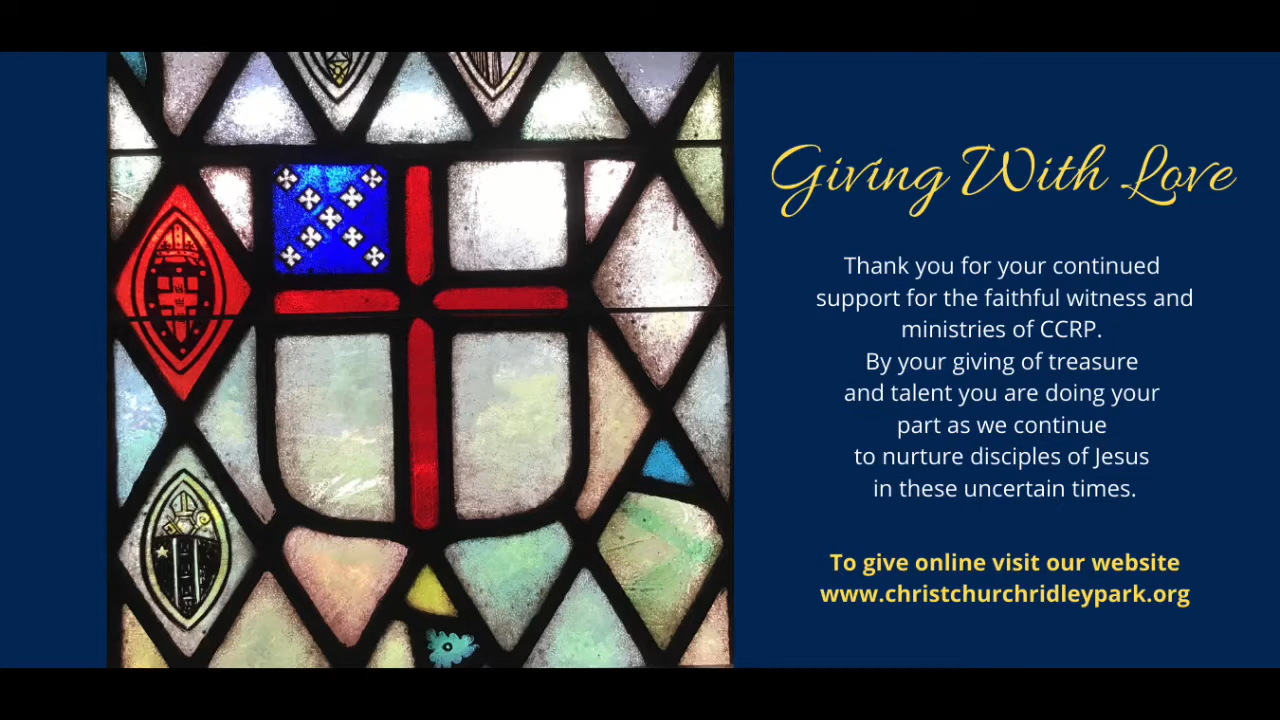 Giving With Love
Thank you for your continued
support for the faithful witness and
ministries of CCRP.
By your giving of treasure
and talent you are doing your
part as we continue
to nurture disciples of Jesus
in these uncertain times.
To give online visit our website
www.christchurchridleypark.org